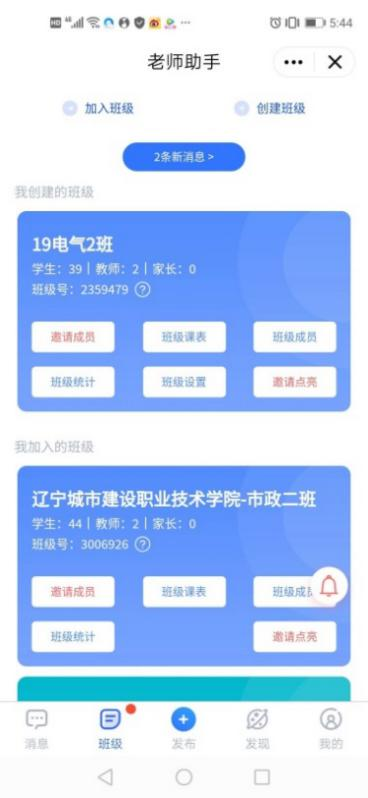 HD 4G 5:44
老师助手
加入班级 创建班级
2条新消息 >
我创建的班级
19电气2班
学生：39 | 教师：2 | 家长：0
班级号：2359479 ?
邀请成员 班级课表 班级成员
班级统计 班级设置 邀请点亮
我加入的班级
辽宁城市建设职业技术学院-市政二班
学生：44 | 教师：2 | 家长：0
班级号：3006926 ?
邀请成员 班级课表 班级成
班级统计 邀请点亮
消息 班级 发布 发现 我的